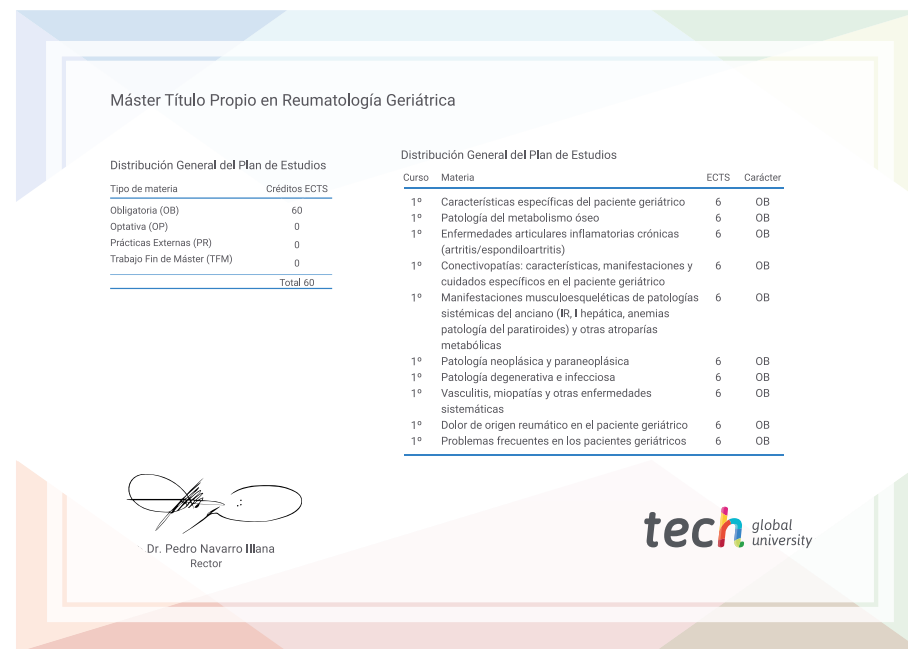 Máster Título Propio en Reumatología Geriátrica
Distribución General del Plan de Estudios
Tipo de materia Créditos ECTS
Obligatoria (OB) 60
Optativa (OP) 0
Prácticas Externas (PR) 0
Trabajo Fin de Máster (TFM) 0
Total 60
Distribución General del Plan de Estudios
Curso Materia ECTS Carácter
1º Características específicas del paciente geriátrico 6 OB
1º Patología del metabolismo óseo 6 OB
1º Enfermedades articulares inflamatorias crónicas 6 OB
(artritis/espondiloartritis)
1º Conectivopatías: características, manifestaciones y 6 OB
cuidados específicos en el paciente geriátrico
1º Manifestaciones musculoesqueléticas de patologías 6 OB
sistémicas del anciano (IR, I hepática, anemias
patología del paratiroides) y otras atroparías
metabólicas
1º Patología neoplásica y paraneoplásica 6 OB
1º Patología degenerativa e infecciosa 6 OB
1º Vasculitis, miopatías y otras enfermedades 6 OB
sistemáticas
1º Dolor de origen reumático en el paciente geriátrico 6 OB
1º Problemas frecuentes en los pacientes geriátricos 6 OB
Dr. Pedro Navarro Illana
Rector
tech global
university